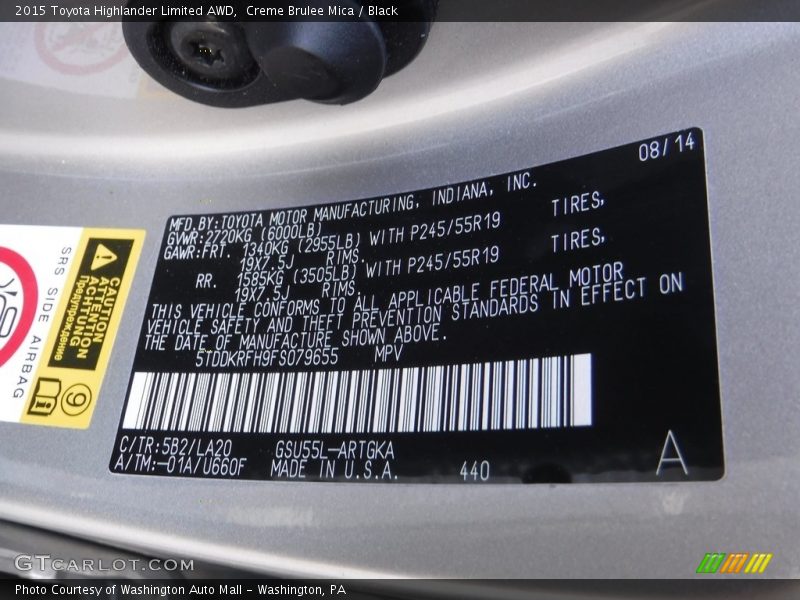 2015 Toyota Highlander Limited AWD, Creme Brulee Mica / Black
08/14
MFD.BY:TOYOTA MOTOR MANUFACTURING, INDIANA, INC.
GVWR:2720KG (6000LB)
GAWR:FRT. 1340KG (2955LB) WITH P245/55R19 TIRES,
19X7.5J RIMS.
RR. 1585KG (3505LB) WITH P245/55R19 TIRES,
19X7.5J RIMS.
THIS VEHICLE CONFORMS TO ALL APPLICABLE FEDERAL MOTOR
VEHICLE SAFETY AND THEFT PREVENTION STANDARDS IN EFFECT ON
THE DATE OF MANUFACTURE SHOWN ABOVE.
5TDDKRFH9FS079655 MPV
C/TR:5B2/LA20 GSU55L-ARTGKA
A/TM:-01A/U660F MADE IN U.S.A. 440 A
SRS SIDE AIRBAG
CAUTION
ACHTUNG
ATTENTION
Предупреждение
9
GTCARLOT.COM
Photo Courtesy of Washington Auto Mall - Washington, PA